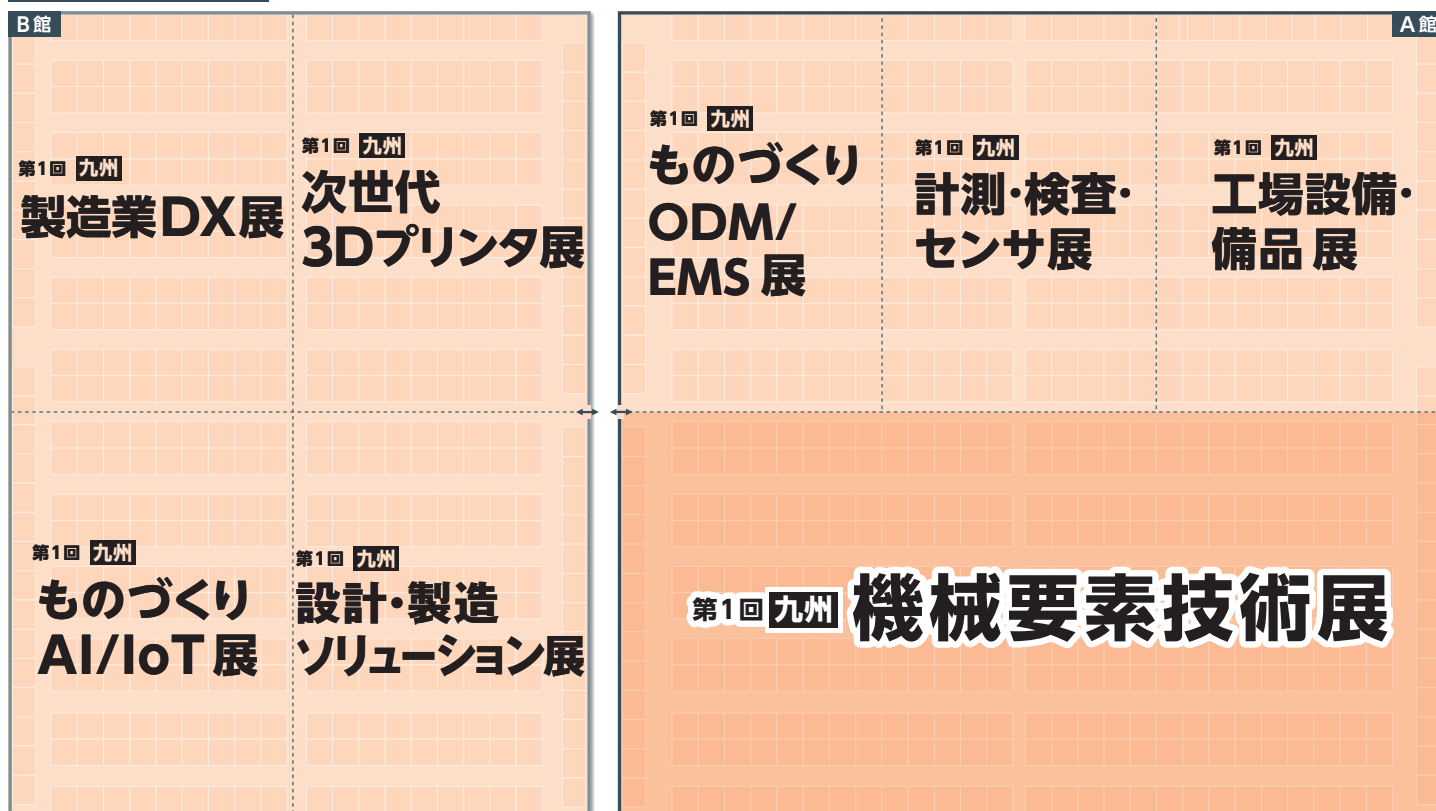 B館
第1回 九州
製造業DX展
第1回 九州
次世代
3Dプリンタ展
第1回 九州
ものづくり
AI/IoT展
第1回 九州
設計・製造
ソリューション展
A館
第1回 九州
ものづくり
ODM/
EMS 展
第1回 九州
計測・検査・
センサ展
第1回 九州
工場設備・
備品 展
第1回 九州 機械要素技術展